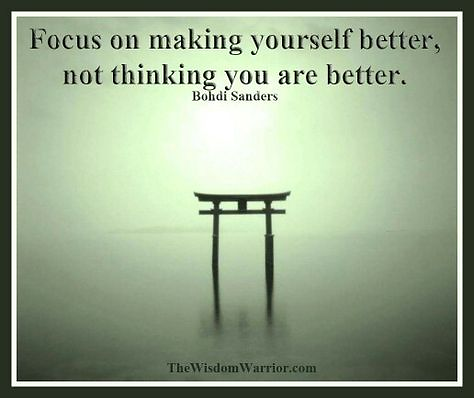 Focus on making yourself better,
not thinking you are better.
Bohdi Sanders
TheWisdomWarrior.com